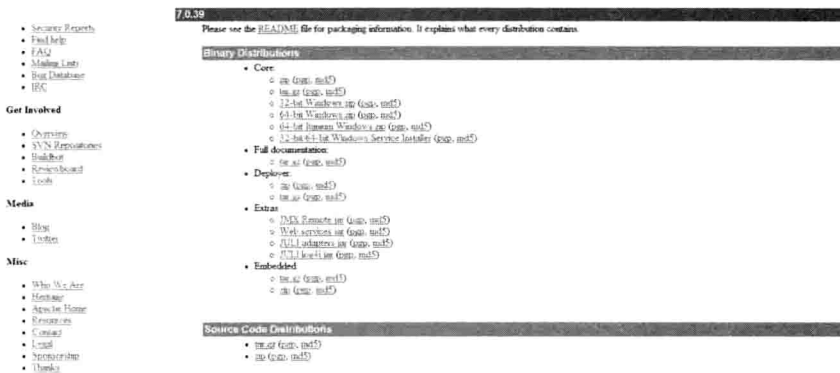 Security Reports
Find help
FAQ
Mailing Lists
Bug Database
IRC
Get Involved
Overview
SVN Repositories
Buildbot
Reviewboard
Tools
Media
Blog
Twitter
Misc
Who We Are
Heritage
Apache Home
Resources
Contact
Legal
Sponsorship
Thanks
7.0.39
Please see the README file for packaging information. It explains what every distribution contains.
Binary Distributions
Core:
zip (pgp, md5)
tar.gz (pgp, md5)
32-bit Windows zip (pgp, md5)
64-bit Windows zip (pgp, md5)
64-bit Itanium Windows zip (pgp, md5)
32-bit/64-bit Windows Service Installer (pgp, md5)
Full documentation:
tar.gz (pgp, md5)
Deployer:
zip (pgp, md5)
tar.gz (pgp, md5)
Extras:
JMX Remote jar (pgp, md5)
Web services jar (pgp, md5)
JULI adapters jar (pgp, md5)
JULI log4j jar (pgp, md5)
Embedded:
tar.gz (pgp, md5)
zip (pgp, md5)
Source Code Distributions
tar.gz (pgp, md5)
zip (pgp, md5)